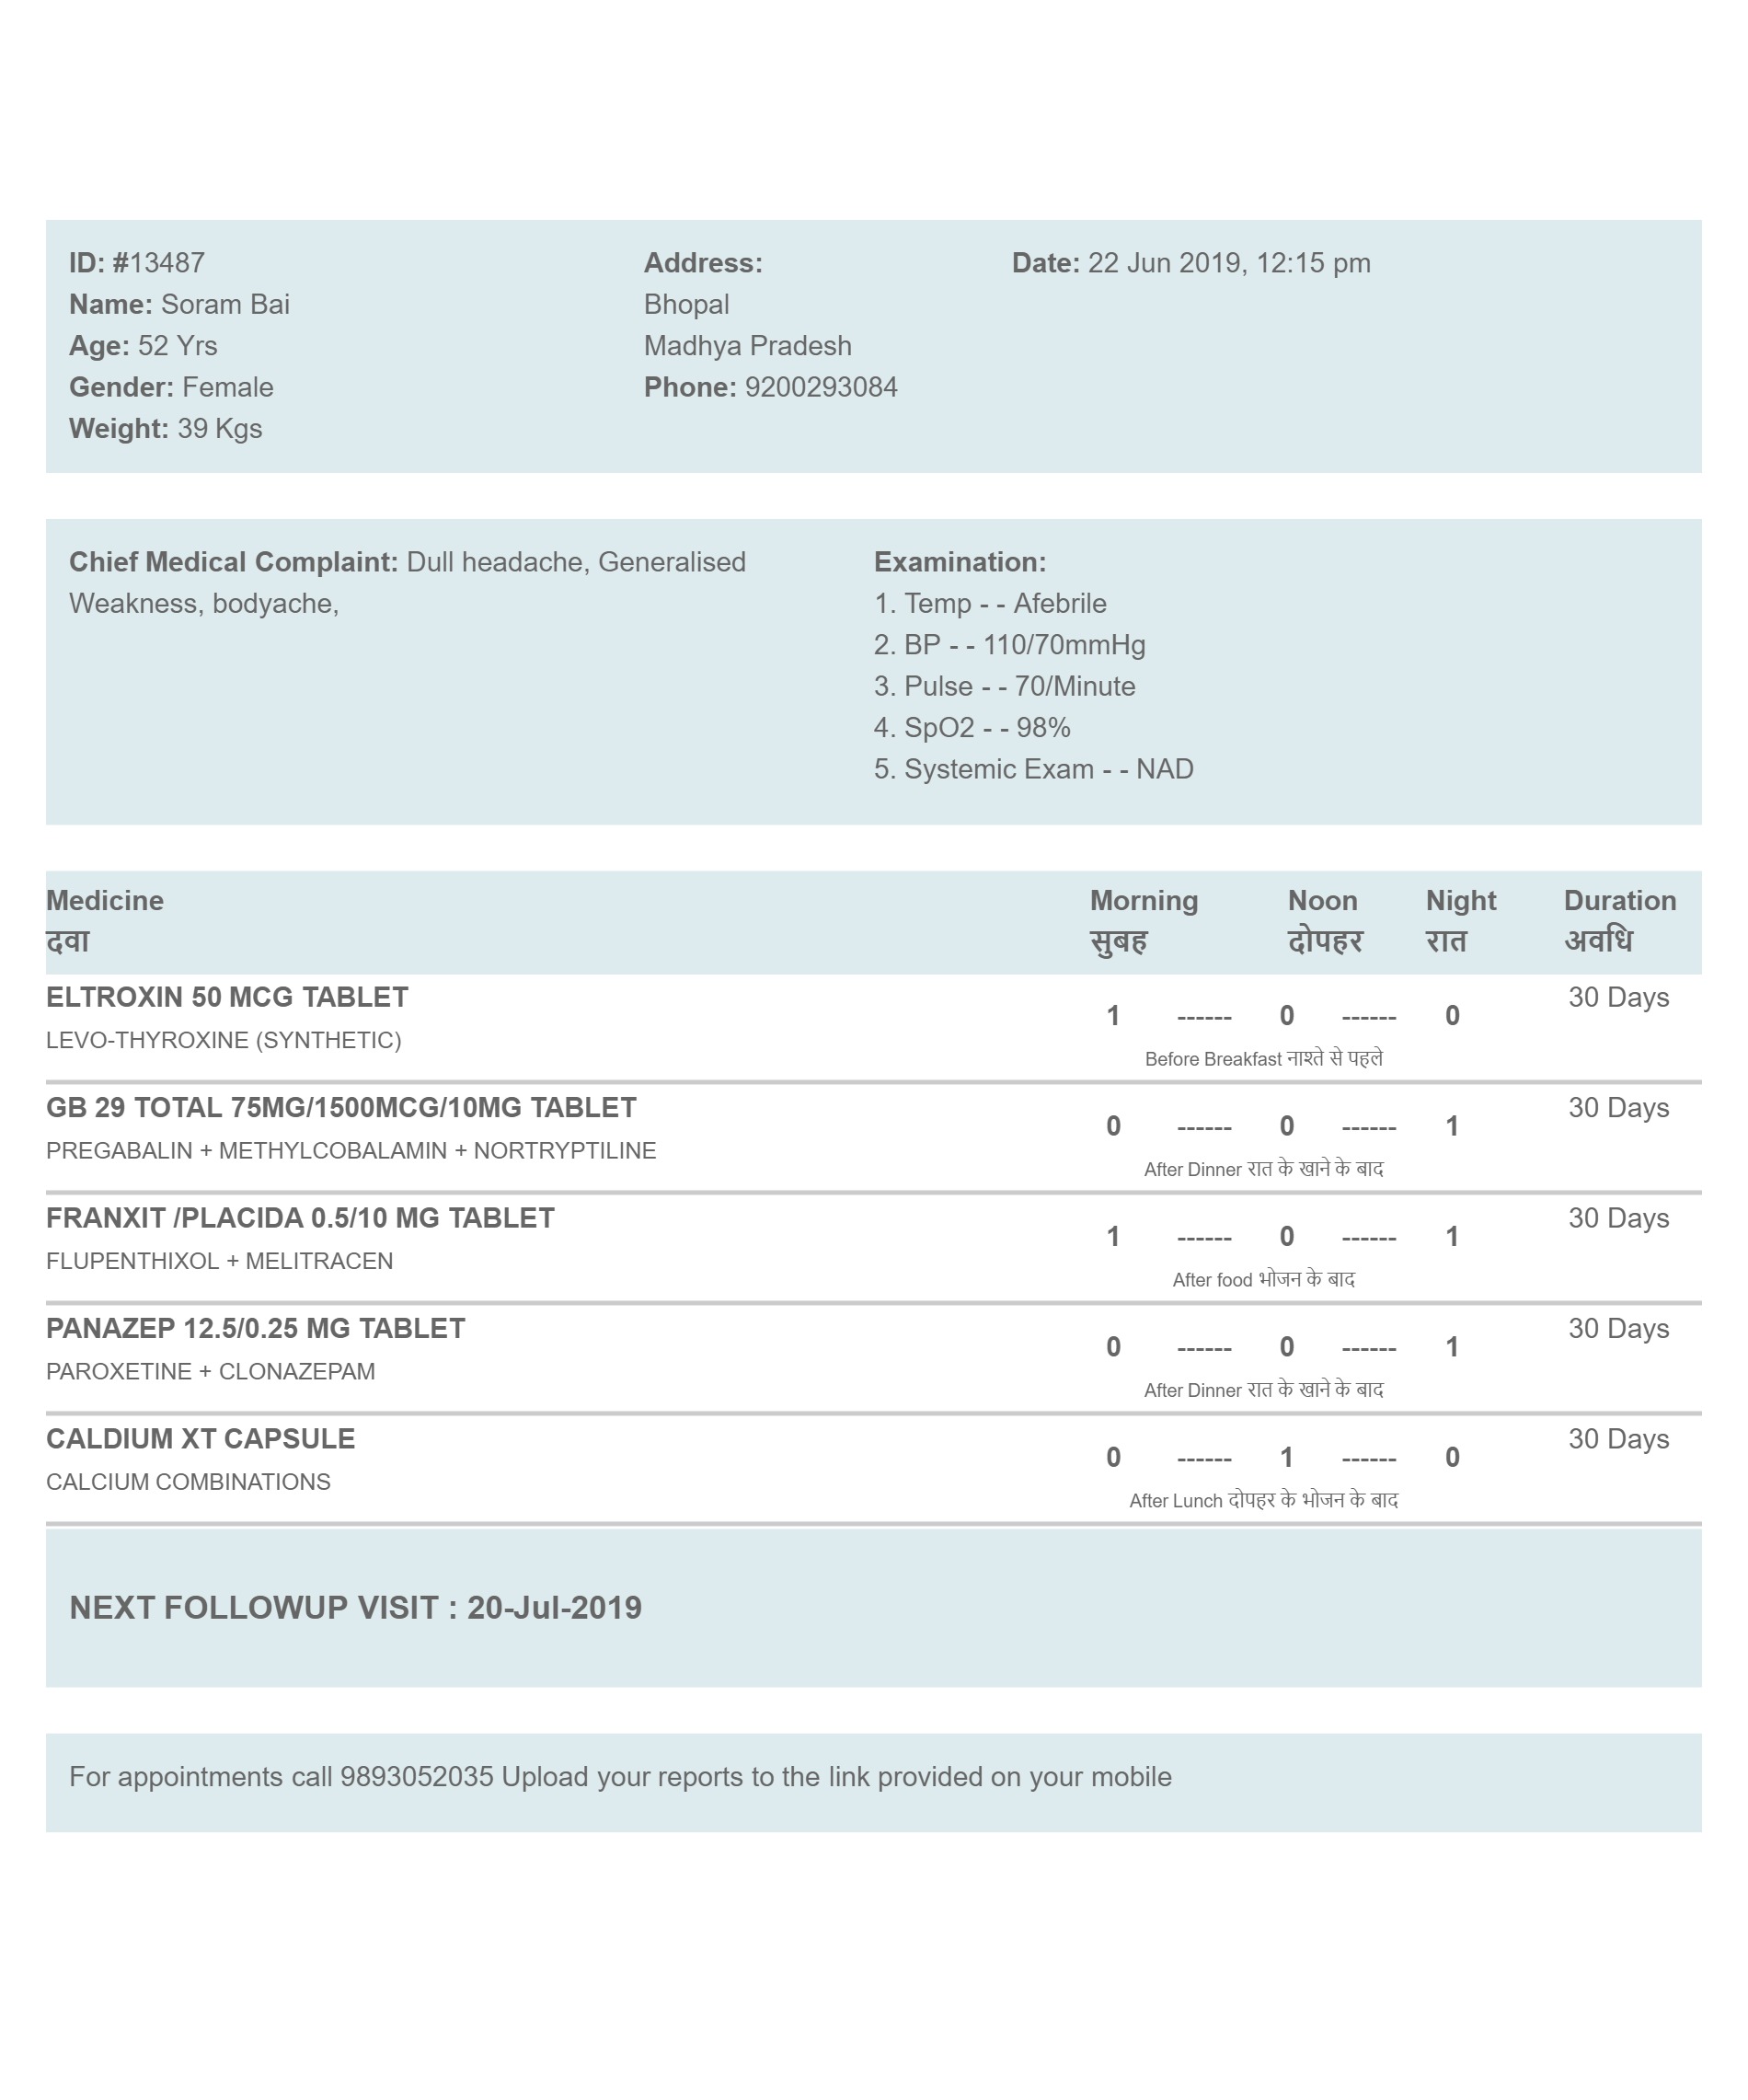 ID: #13487
Name: Soram Bai
Age: 52 Yrs
Gender: Female
Weight: 39 Kgs
Address:
Bhopal
Madhya Pradesh
Phone: 9200293084
Date: 22 Jun 2019, 12:15 pm
Chief Medical Complaint: Dull headache, Generalised
Weakness, bodyache,
Examination:
1. Temp - - Afebrile
2. BP - - 110/70mmHg
3. Pulse - - 70/Minute
4. SpO2 - - 98%
5. Systemic Exam - - NAD
Medicine Morning Noon Night Duration
दवा सुबह दोपहर रात अवधि
ELTROXIN 50 MCG TABLET 30 Days
1 ------ 0 ------ 0
LEVO-THYROXINE (SYNTHETIC)
Before Breakfast नाश्ते से पहले
GB 29 TOTAL 75MG/1500MCG/10MG TABLET 30 Days
0 ------ 0 ------ 1
PREGABALIN + METHYLCOBALAMIN + NORTRYPTILINE
After Dinner रात के खाने के बाद
FRANXIT /PLACIDA 0.5/10 MG TABLET 30 Days
1 ------ 0 ------ 1
FLUPENTHIXOL + MELITRACEN
After food भोजन के बाद
PANAZEP 12.5/0.25 MG TABLET 30 Days
0 ------ 0 ------ 1
PAROXETINE + CLONAZEPAM
After Dinner रात के खाने के बाद
CALDIUM XT CAPSULE 30 Days
0 ------ 1 ------ 0
CALCIUM COMBINATIONS
After Lunch दोपहर के भोजन के बाद
NEXT FOLLOWUP VISIT : 20-Jul-2019
For appointments call 9893052035 Upload your reports to the link provided on your mobile